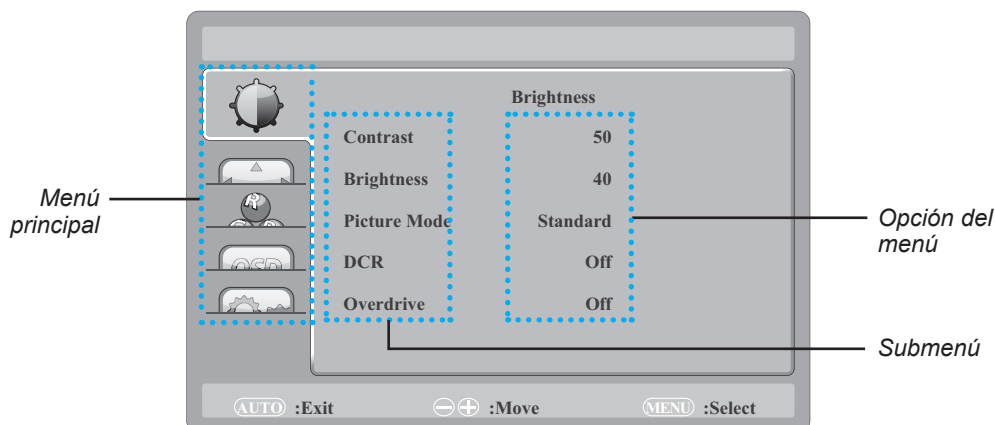 Brightness
Contrast 50
Brightness 40
Picture Mode Standard
DCR Off
Overdrive Off
Menú
principal
Opción del
menú
Submenú
OSD
R
AUTO :Exit
:Move
MENU :Select